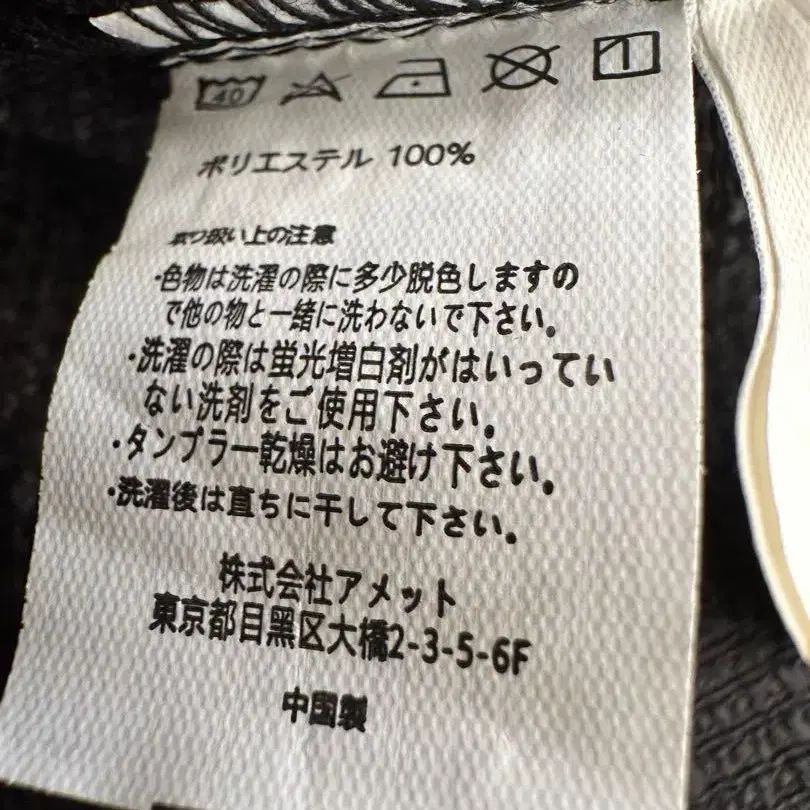 40
ポリエステル 100%
取り扱い上の注意
・色物は洗濯の際に多少脱色しますの
で他の物と一緒に洗わないで下さい。
・洗濯の際は蛍光増白剤がはいってい
ない洗剤をご使用下さい。
・タンブラー乾燥はお避け下さい。
・洗濯後は直ちに干して下さい。
株式会社アメット
東京都目黒区大橋2-3-5-6F
中国製